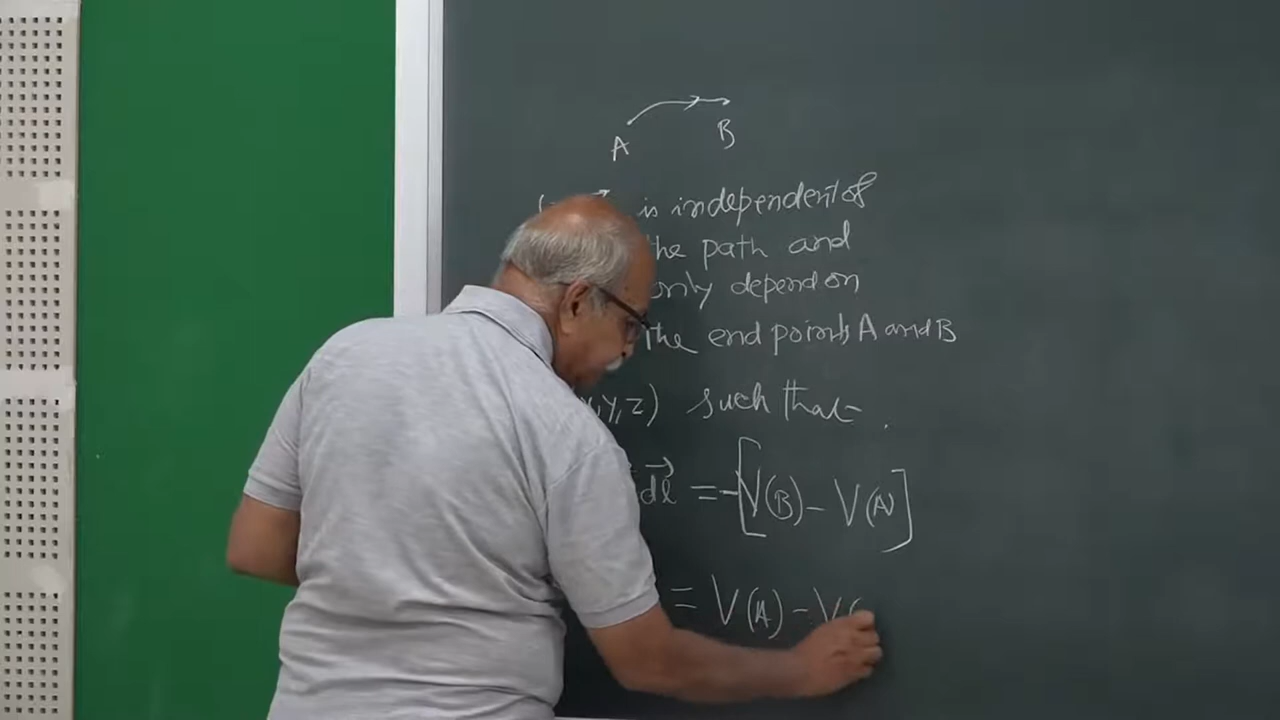 A B
is independent of
the path and
only depend on
the end points A and B
,y,z) such that
dl⃗ = -[V(B) - V(A)]
= V(A) - V(